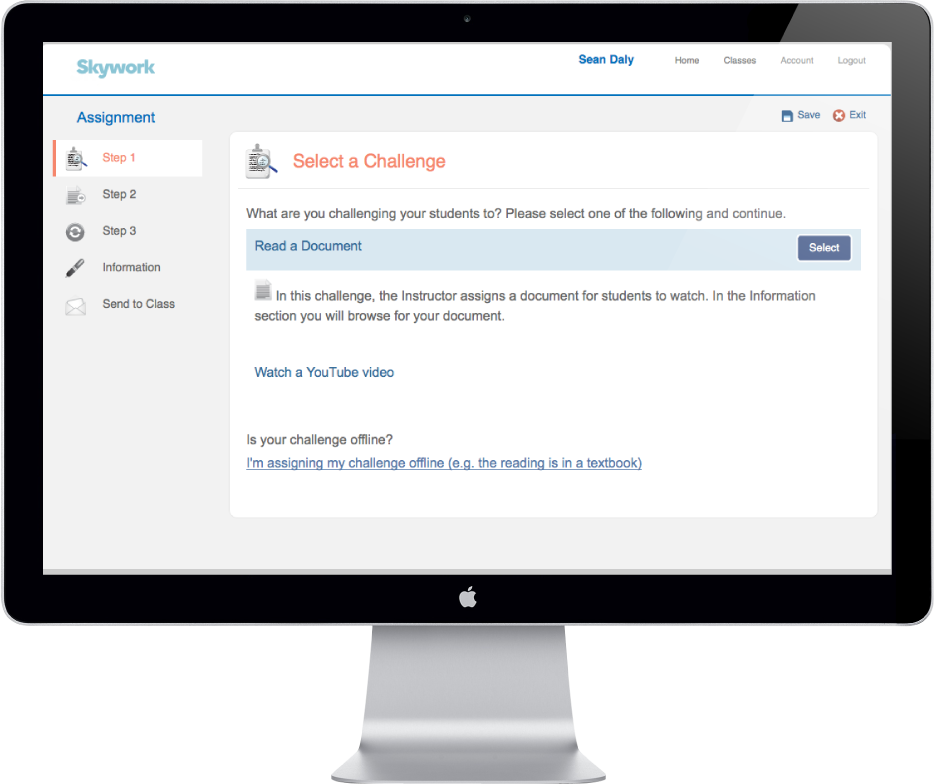 Skywork
Sean Daly
Home
Classes
Account
Logout
Assignment
Save
Exit
Step 1
Step 2
Step 3
Information
Send to Class
Select a Challenge
What are you challenging your students to? Please select one of the following and continue.
Read a Document
Select
In this challenge, the Instructor assigns a document for students to watch. In the Information
section you will browse for your document.
Watch a YouTube video
Is your challenge offline?
I'm assigning my challenge offline (e.g. the reading is in a textbook)